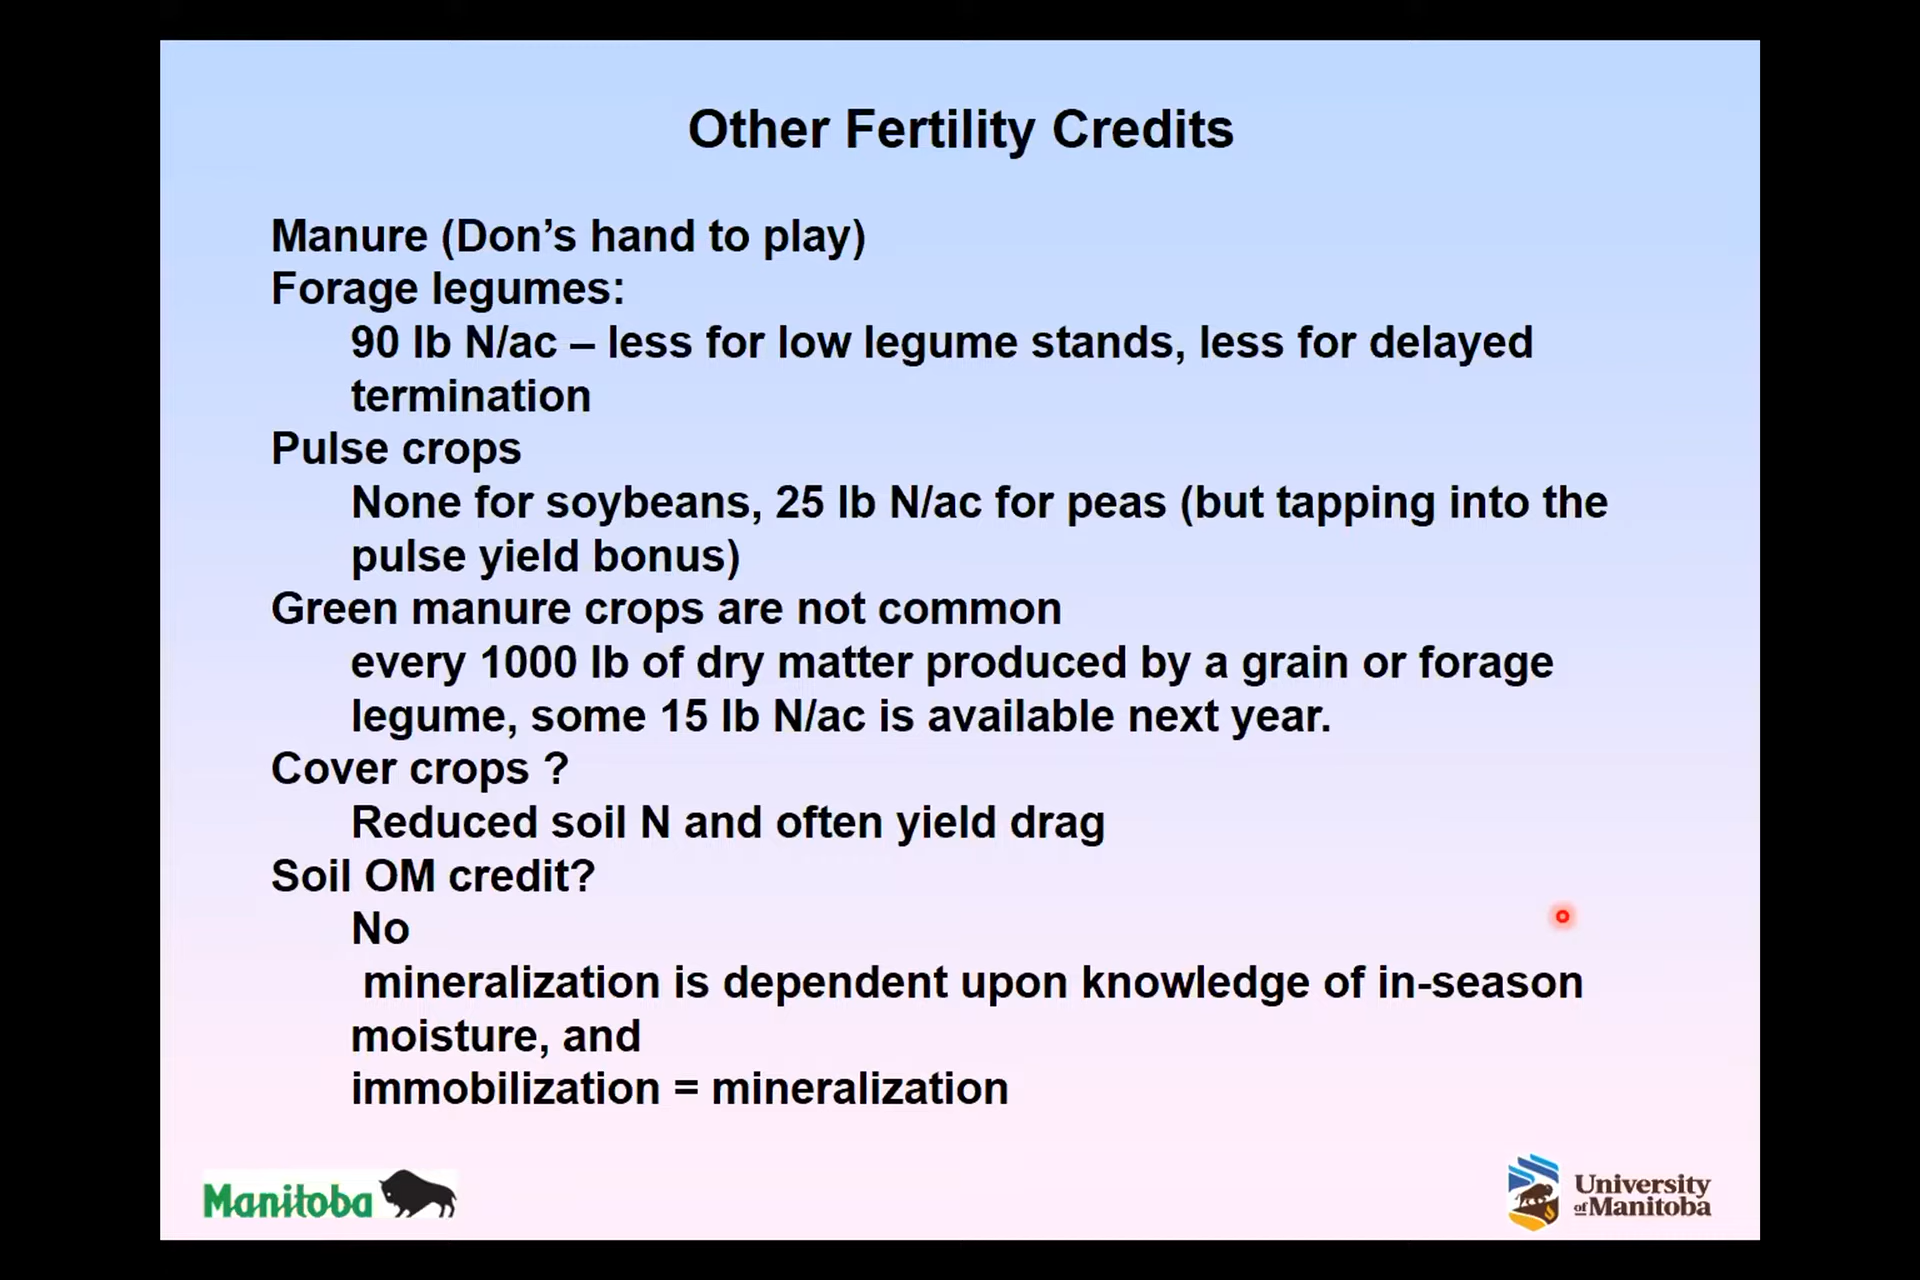 Other Fertility Credits
Manure (Don’s hand to play)
Forage legumes:
90 lb N/ac – less for low legume stands, less for delayed
termination
Pulse crops
None for soybeans, 25 lb N/ac for peas (but tapping into the
pulse yield bonus)
Green manure crops are not common
every 1000 lb of dry matter produced by a grain or forage
legume, some 15 lb N/ac is available next year.
Cover crops ?
Reduced soil N and often yield drag
Soil OM credit?
No
mineralization is dependent upon knowledge of in-season
moisture, and
immobilization = mineralization
Manitoba
University
of Manitoba